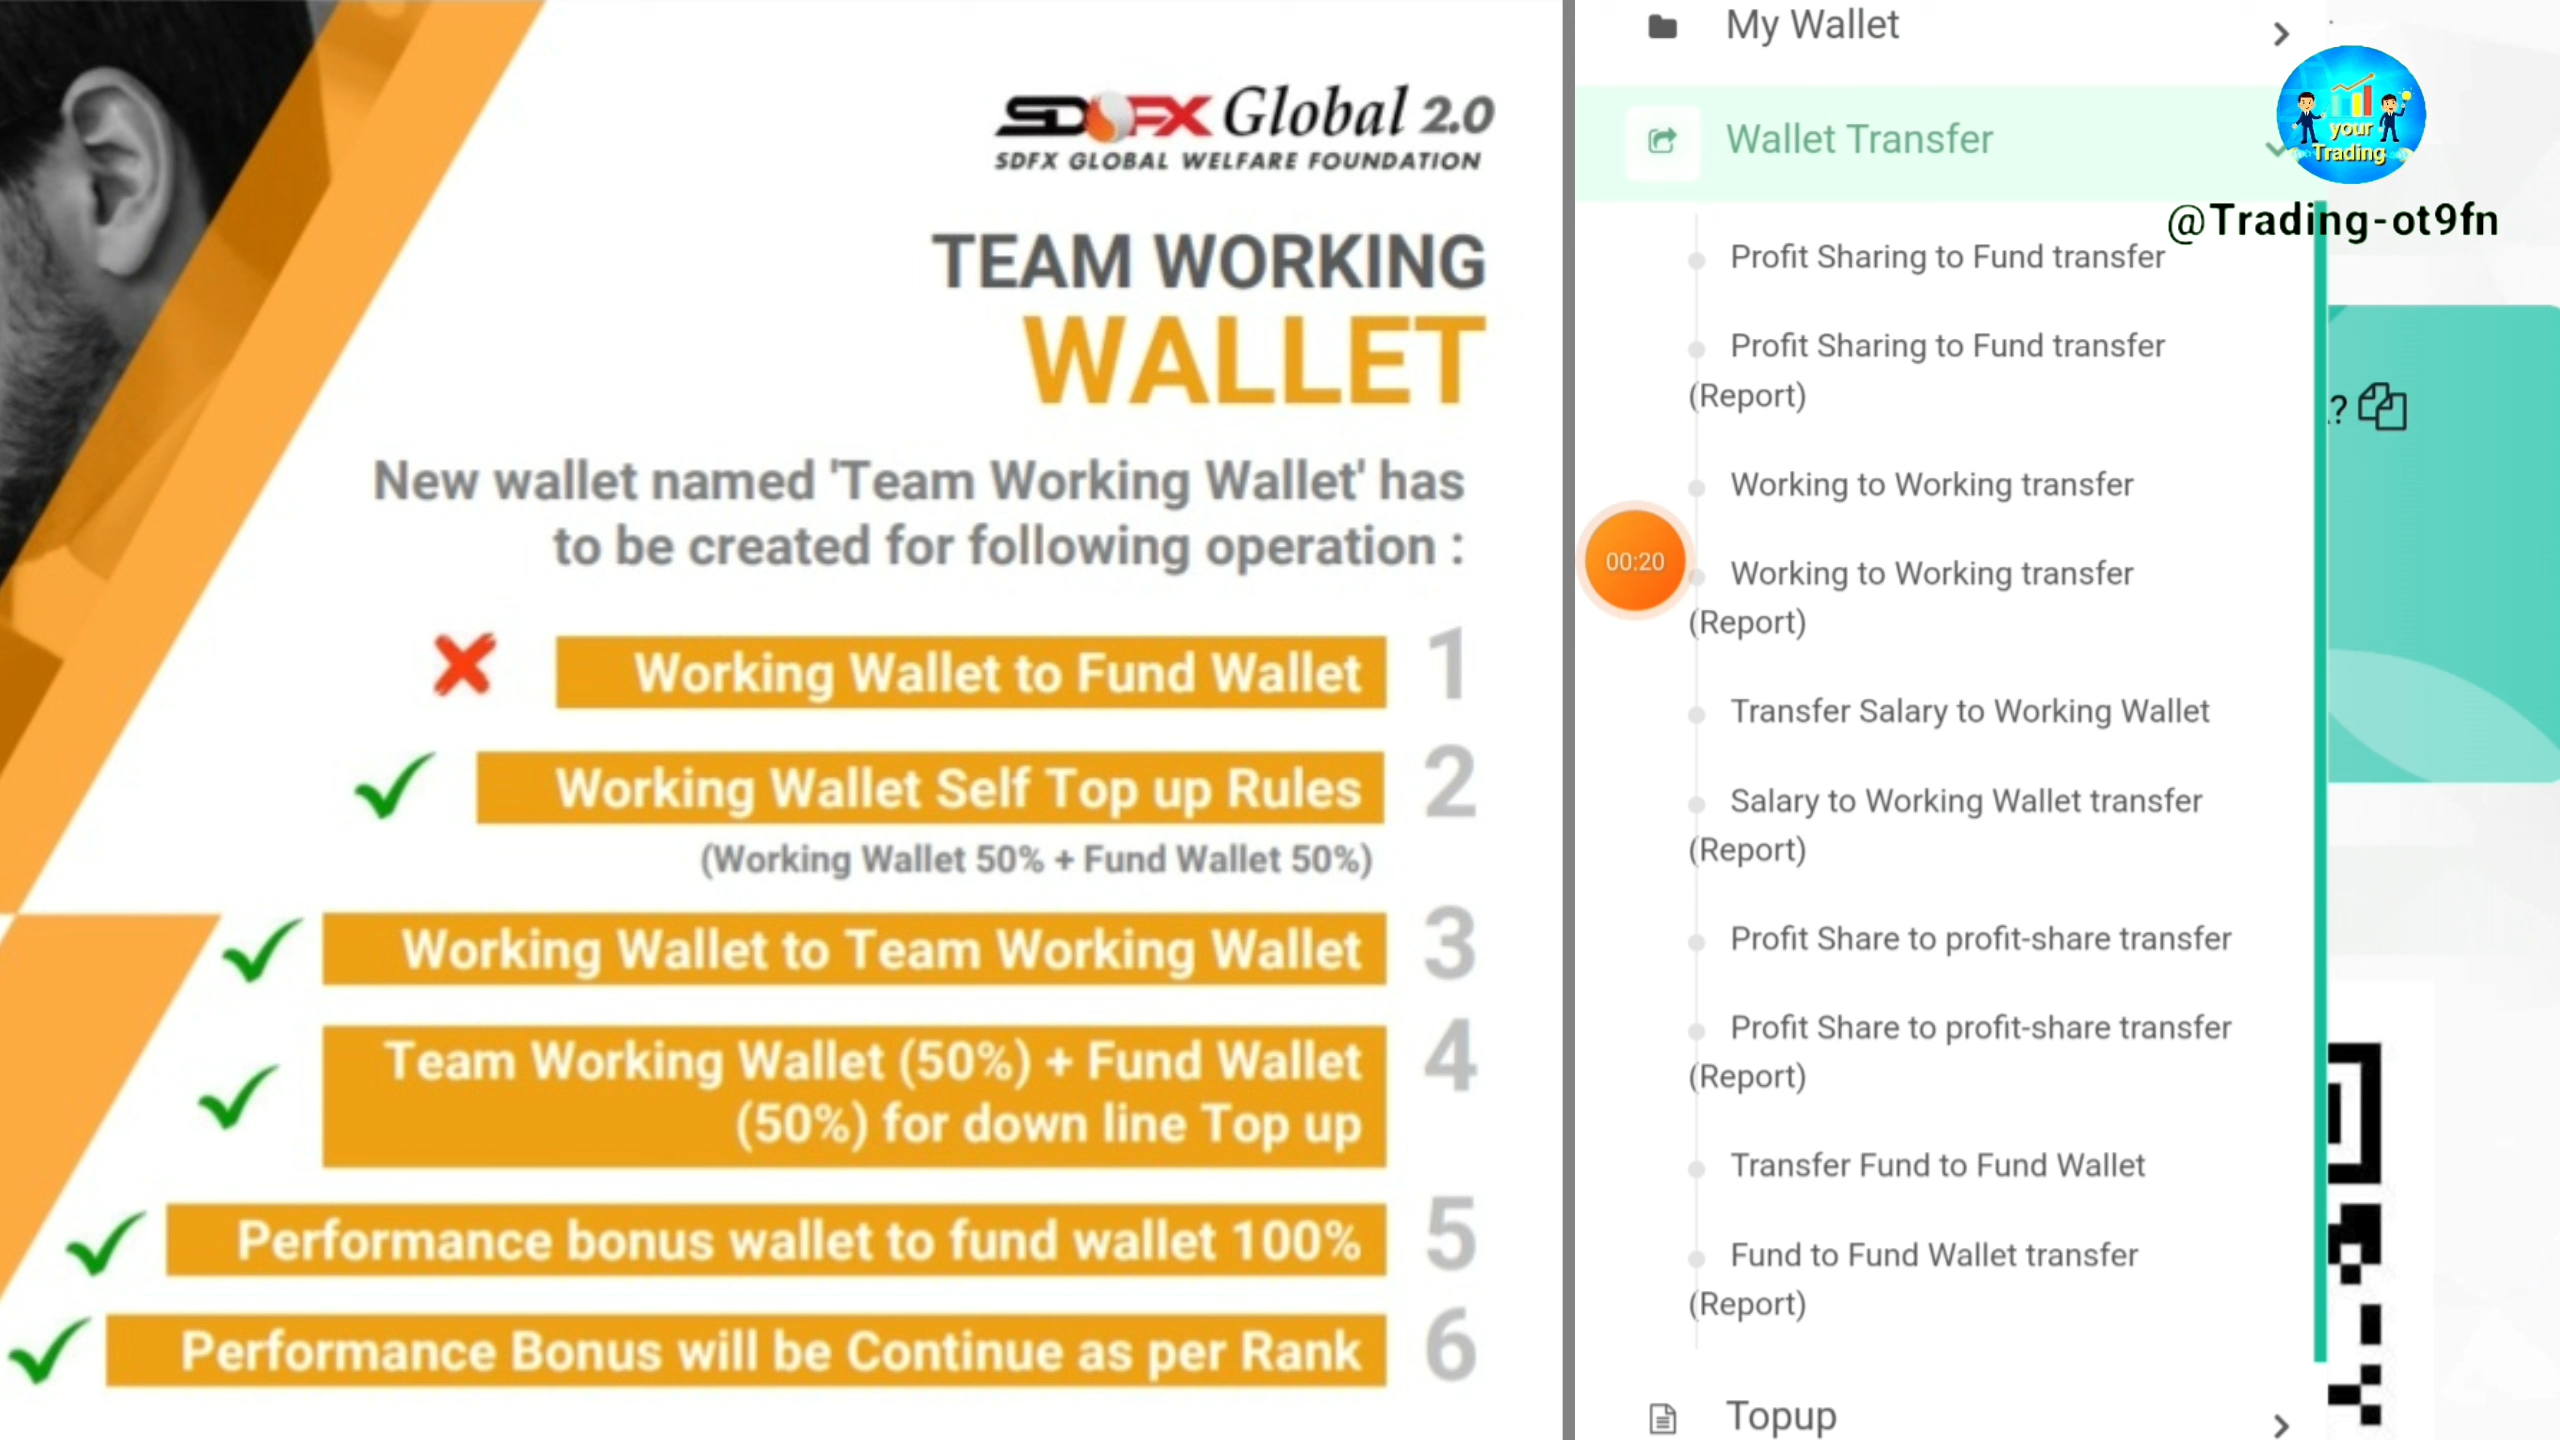 SDFX Global 2.0
SDFX GLOBAL WELFARE FOUNDATION
TEAM WORKING
WALLET
New wallet named 'Team Working Wallet' has
to be created for following operation :
Working Wallet to Fund Wallet 1
Working Wallet Self Top up Rules 2
(Working Wallet 50% + Fund Wallet 50%)
Working Wallet to Team Working Wallet 3
Team Working Wallet (50%) + Fund Wallet 4
(50%) for down line Top up
Performance bonus wallet to fund wallet 100% 5
Performance Bonus will be Continue as per Rank 6
My Wallet
Wallet Transfer
your
Trading
@Trading-ot9fn
Profit Sharing to Fund transfer
Profit Sharing to Fund transfer
(Report)
?
Working to Working transfer
00:20
Working to Working transfer
(Report)
Transfer Salary to Working Wallet
Salary to Working Wallet transfer
(Report)
Profit Share to profit-share transfer
Profit Share to profit-share transfer
(Report)
Transfer Fund to Fund Wallet
Fund to Fund Wallet transfer
(Report)
Topup